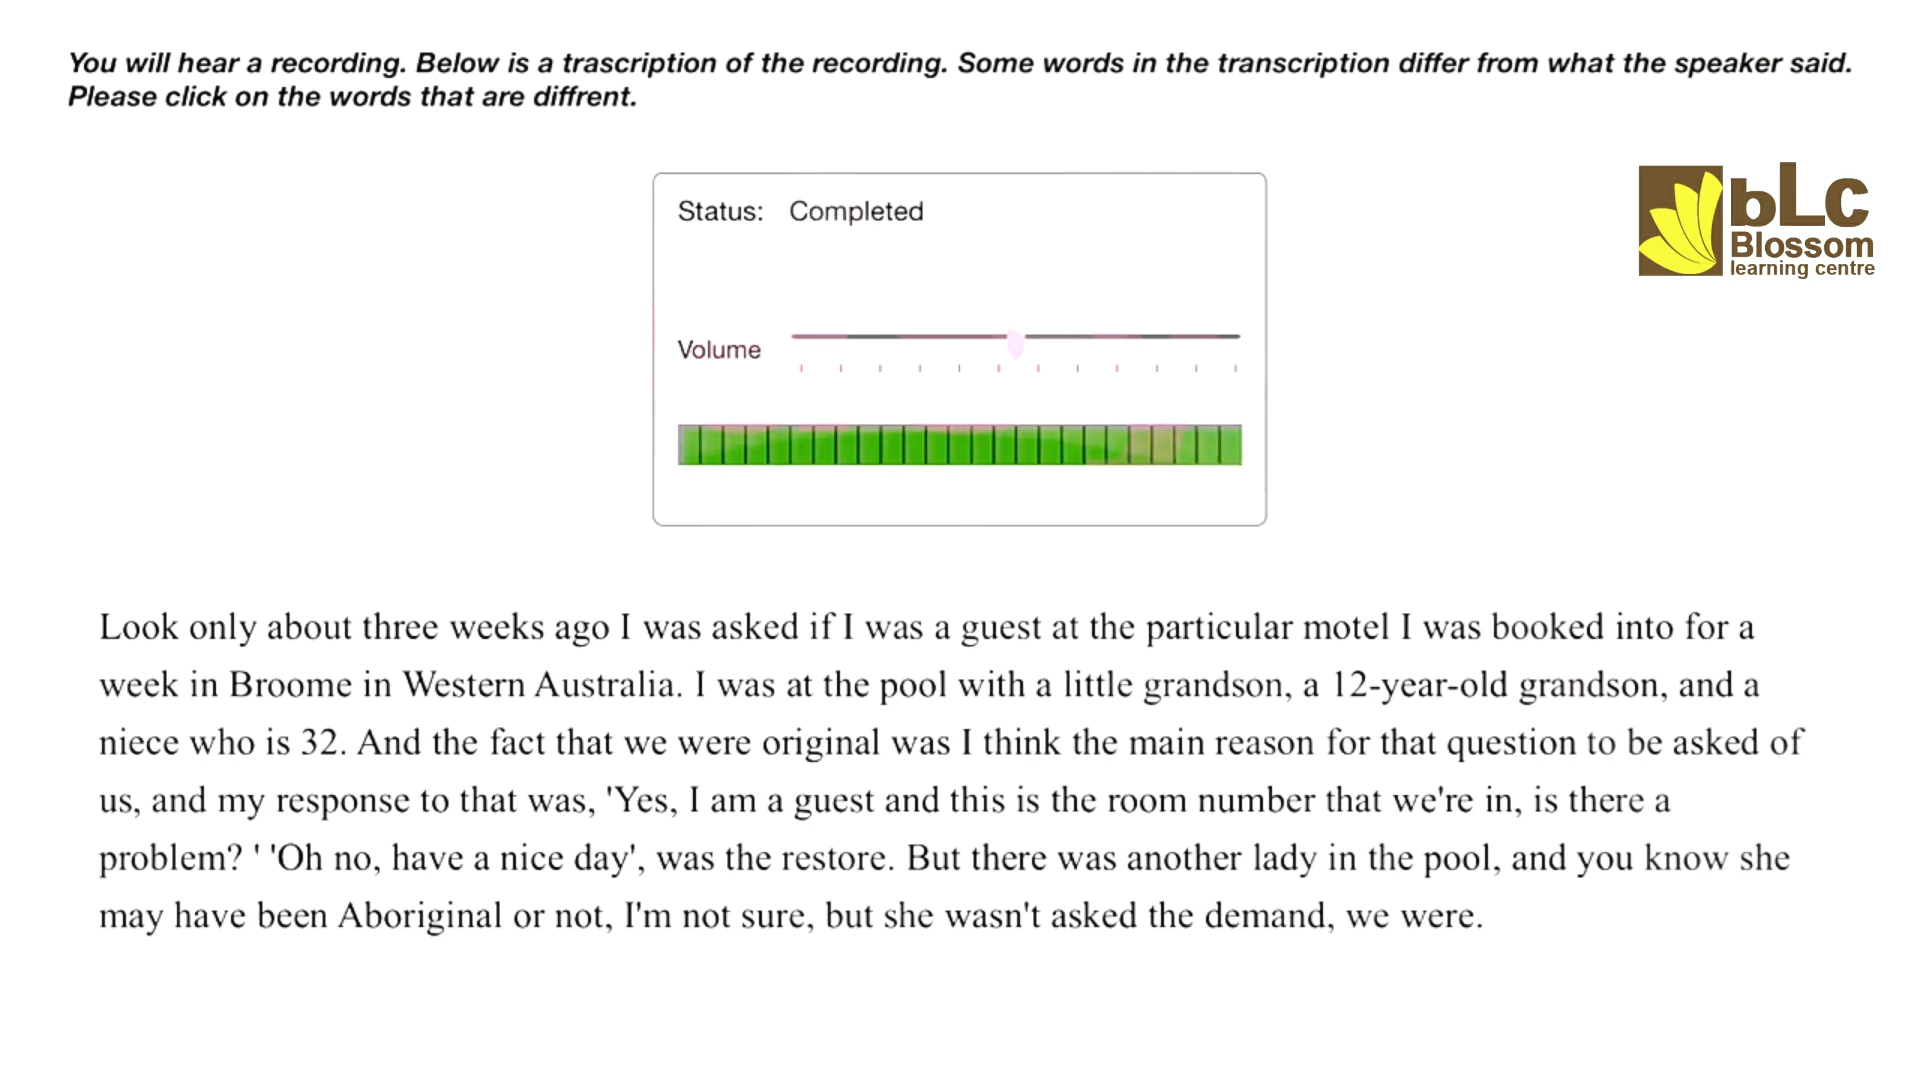 You will hear a recording. Below is a trascription of the recording. Some words in the transcription differ from what the speaker said.
Please click on the words that are diffrent.
Status: Completed
bLc
Blossom
learning centre
Volume
Look only about three weeks ago I was asked if I was a guest at the particular motel I was booked into for a
week in Broome in Western Australia. I was at the pool with a little grandson, a 12-year-old grandson, and a
niece who is 32. And the fact that we were original was I think the main reason for that question to be asked of
us, and my response to that was, 'Yes, I am a guest and this is the room number that we're in, is there a
problem? ' 'Oh no, have a nice day', was the restore. But there was another lady in the pool, and you know she
may have been Aboriginal or not, I'm not sure, but she wasn't asked the demand, we were.